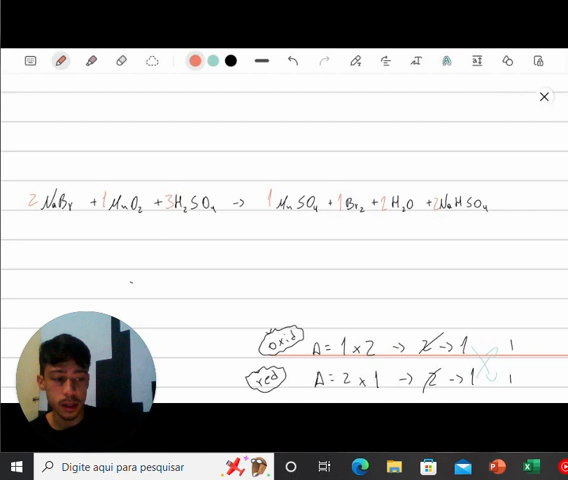 2 NaBr + 1 MnO2 + 3 H2SO4 -> 1 MnSO4 + 1 Br2 + 2 H2O + 2 NaHSO4
oxid Δ = 1 x 2 -> 2 -> 1 1
red Δ = 2 x 1 -> 2 -> 1 1
Digite aqui para pesquisar